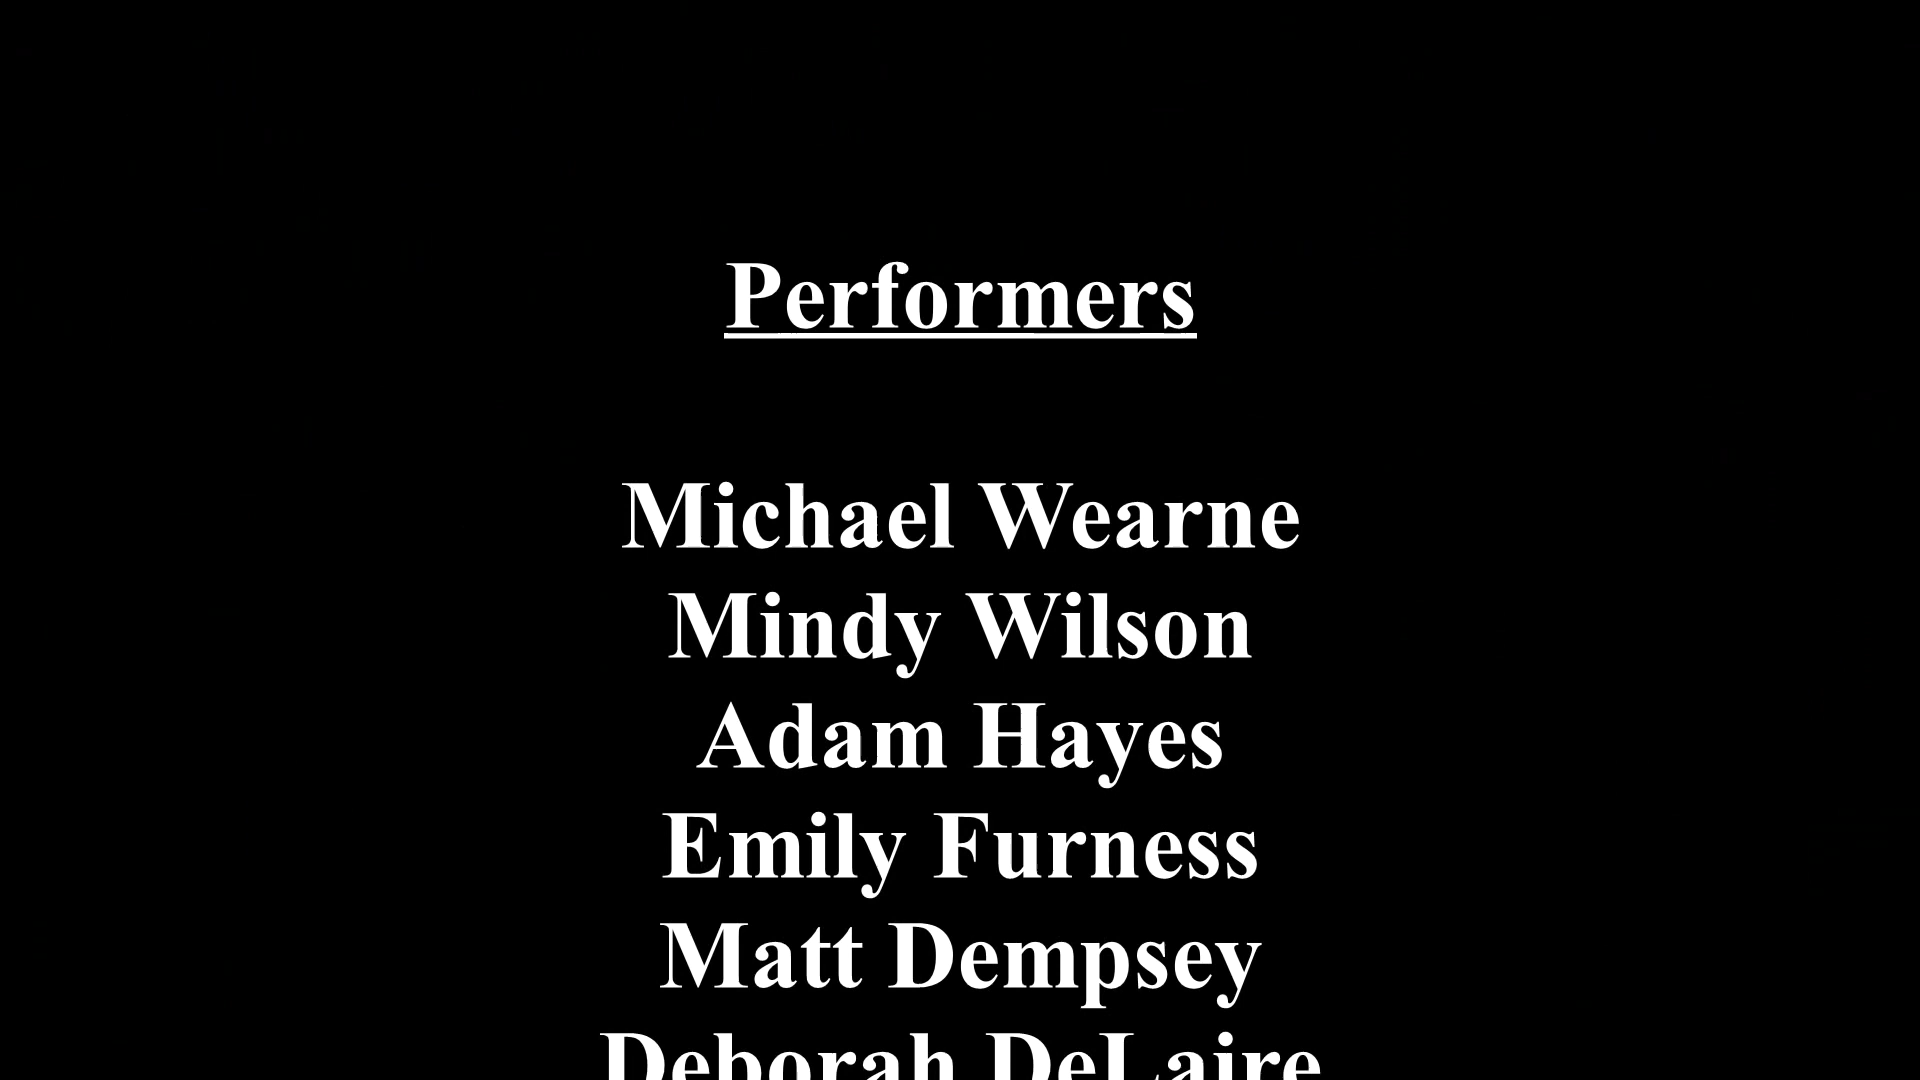 Performers
Michael Wearne
Mindy Wilson
Adam Hayes
Emily Furness
Matt Dempsey
Deborah DeLaire